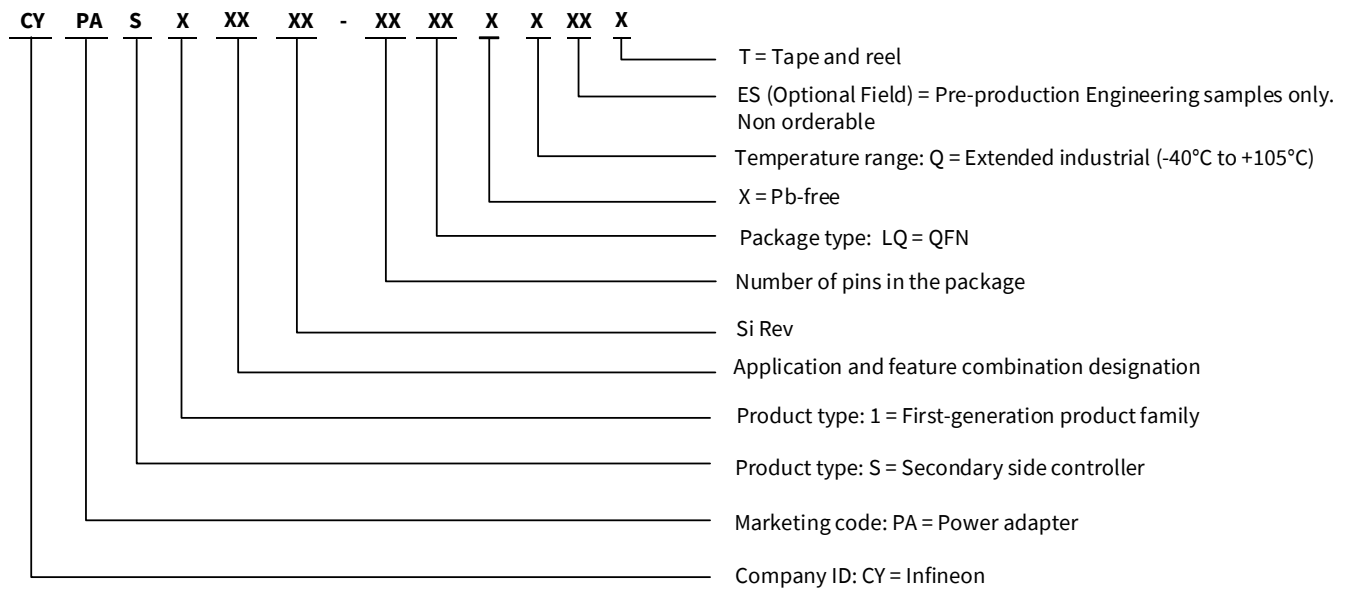 CY PA S X XX XX - XX XX X X XX X
T = Tape and reel
ES (Optional Field) = Pre-production Engineering samples only.
Non orderable
Temperature range: Q = Extended industrial (-40°C to +105°C)
X = Pb-free
Package type: LQ = QFN
Number of pins in the package
Si Rev
Application and feature combination designation
Product type: 1 = First-generation product family
Product type: S = Secondary side controller
Marketing code: PA = Power adapter
Company ID: CY = Infineon